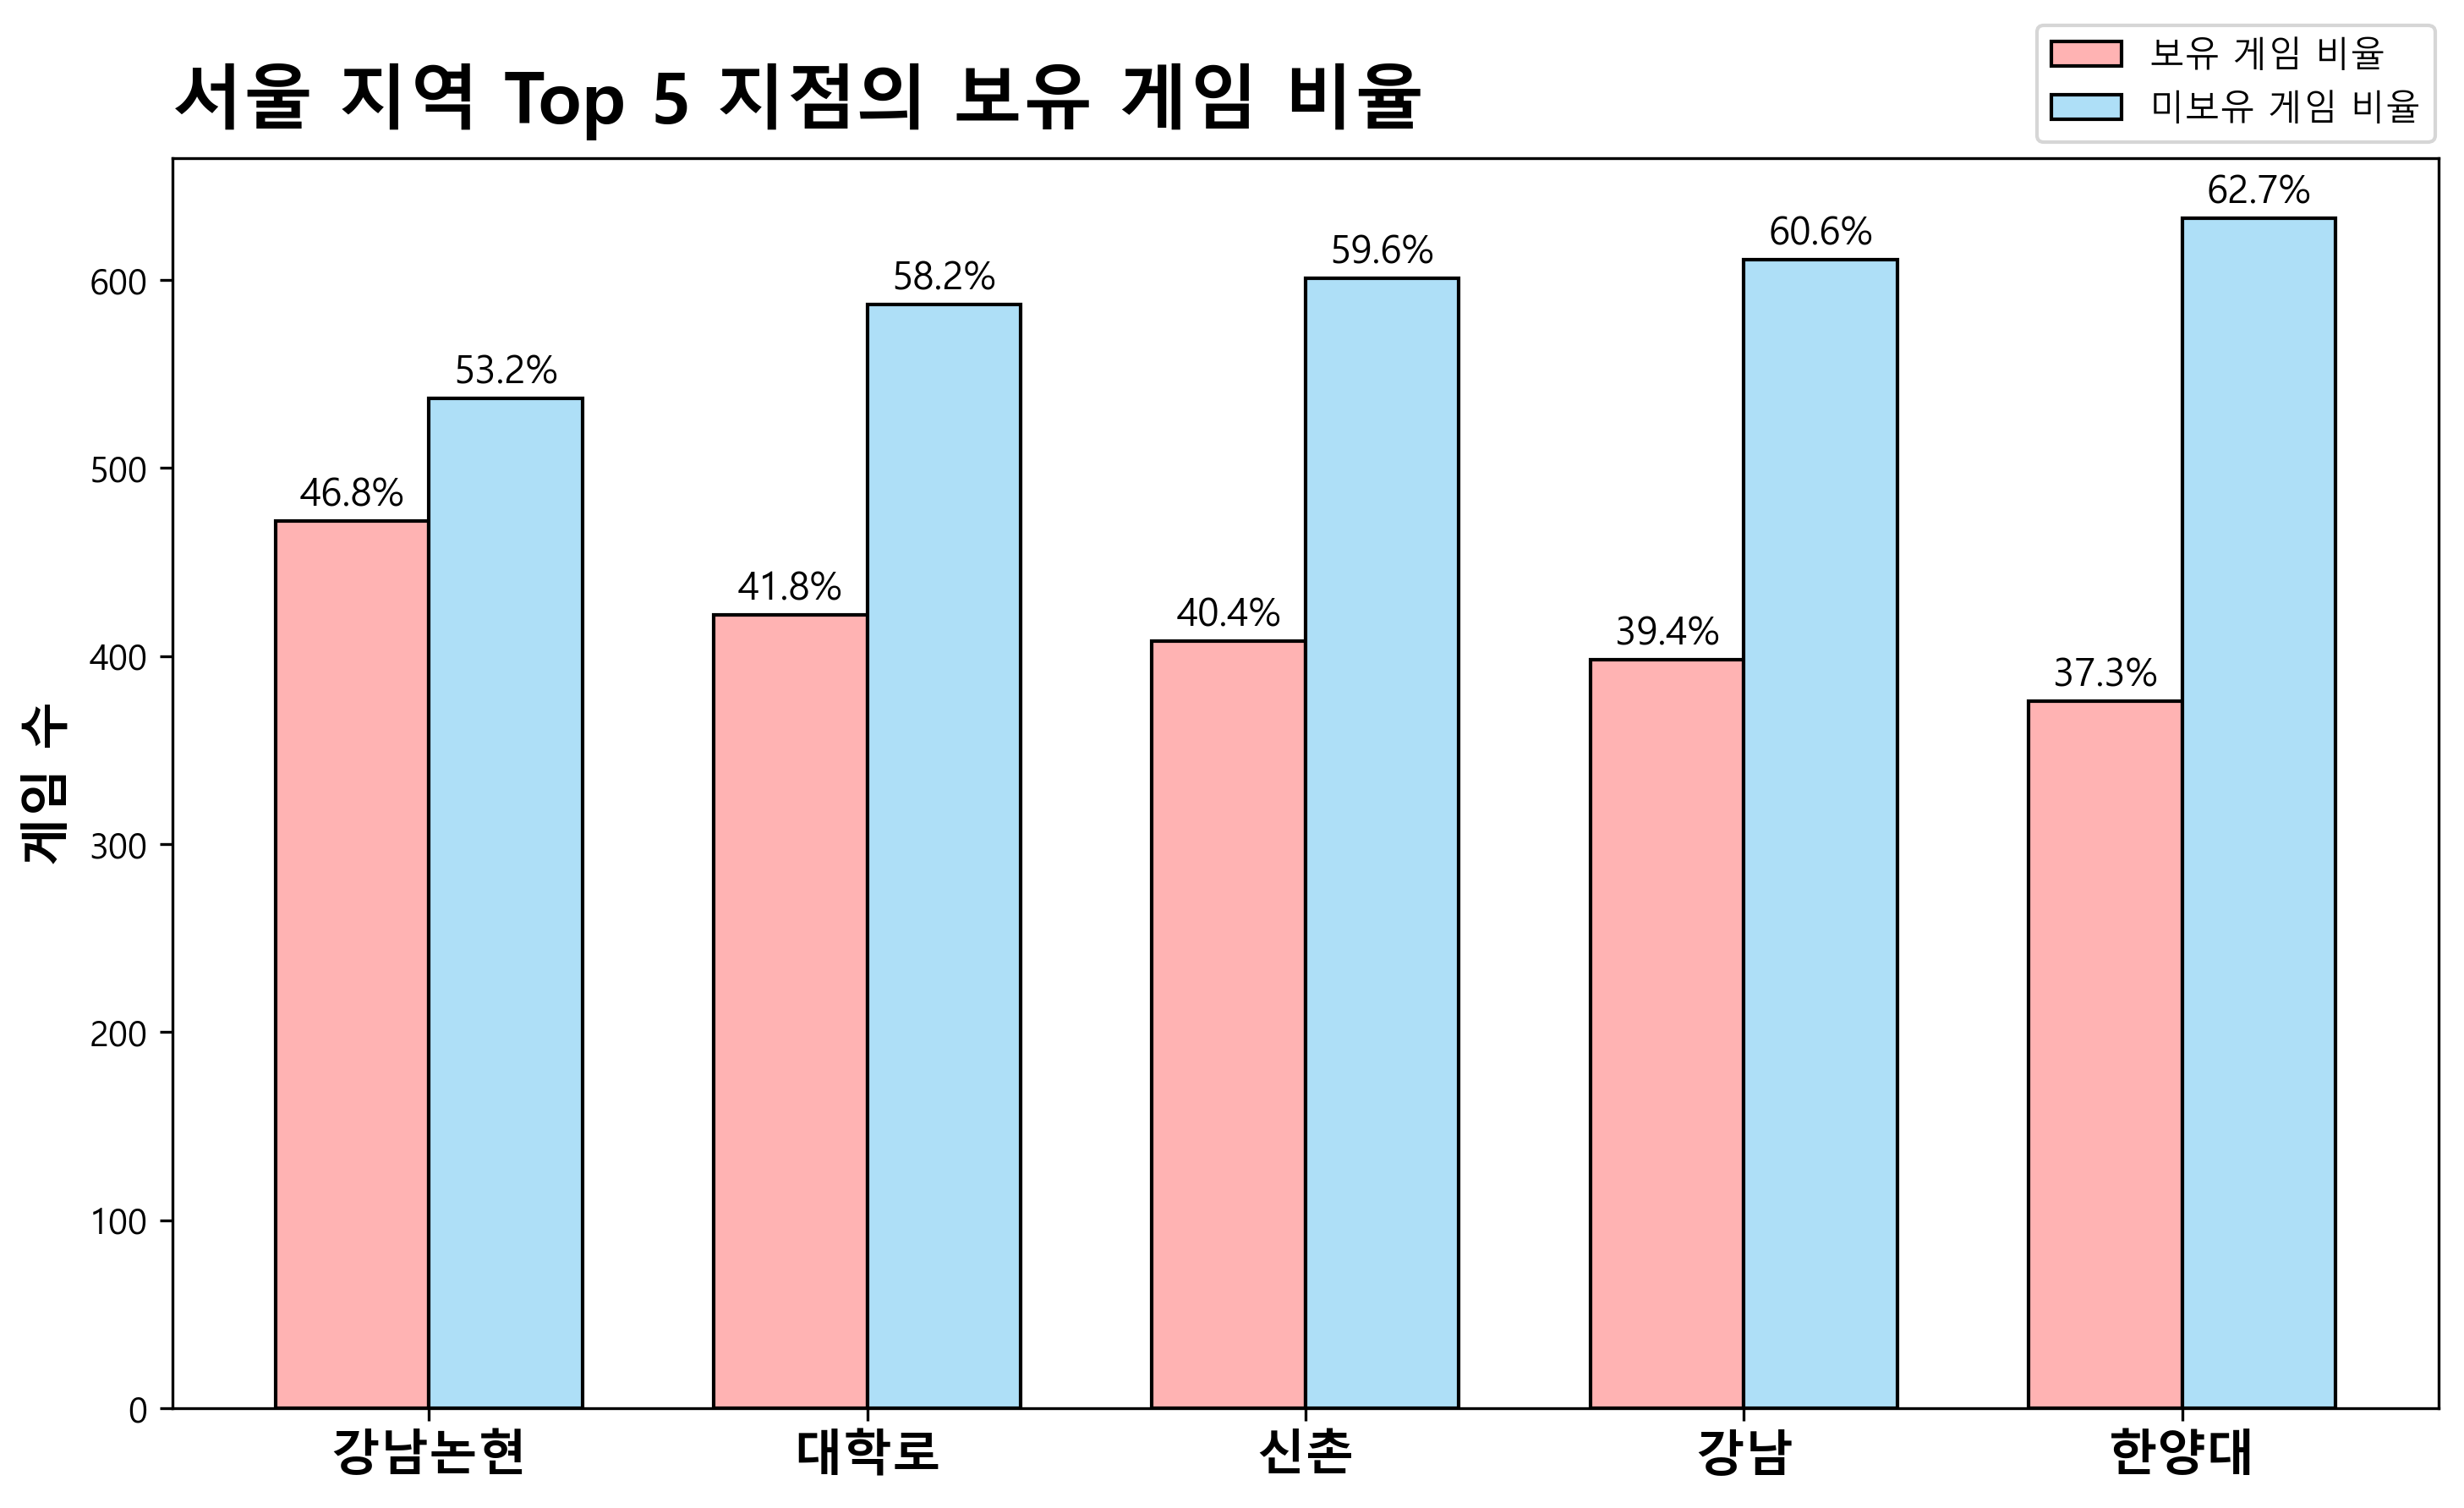 서울 지역 Top 5 지점의 보유 게임 비율
보유 게임 비율
미보유 게임 비율
게임 수
600
500
400
300
200
100
0
46.8%
53.2%
41.8%
58.2%
40.4%
59.6%
39.4%
60.6%
37.3%
62.7%
강남논현
대학로
신촌
강남
한양대